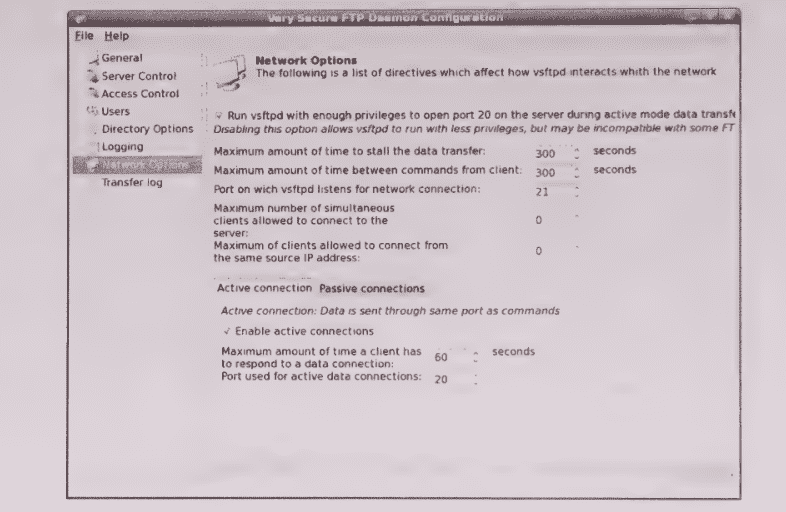 Very Secure FTP Daemon Configuration
File Help
General
Server Control
Access Control
Users
Directory Options
Logging
Network Options
Transfer log
Network Options
The following is a list of directives which affect how vsftpd interacts whith the network
Run vsftpd with enough privileges to open port 20 on the server during active mode data transfe
Disabling this option allows vsftpd to run with less privileges, but may be incompatible with some FT
Maximum amount of time to stall the data transfer: 300 seconds
Maximum amount of time between commands from client: 300 seconds
Port on wich vsftpd listens for network connection: 21
Maximum number of simultaneous
clients allowed to connect to the 0
server:
Maximum of clients allowed to connect from 0
the same source IP address:
Active connection Passive connections
Active connection: Data is sent through same port as commands
✓ Enable active connections
Maximum amount of time a client has 60 seconds
to respond to a data connection:
Port used for active data connections: 20